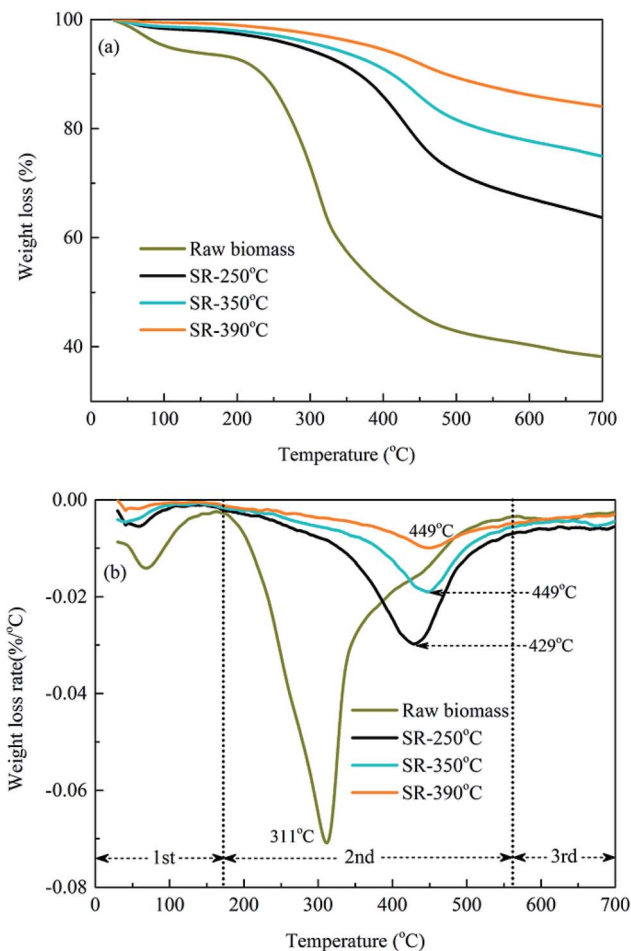 100
(a)
80
60
40
Weight loss (%)
Raw biomass
SR-250°C
SR-350°C
SR-390°C
0 100 200 300 400 500 600 700
Temperature (°C)
0.00
-0.02
-0.04
-0.06
-0.08
Weight loss rate(%/°C)
(b)
449°C
449°C
429°C
Raw biomass
SR-250°C
SR-350°C
SR-390°C
311°C
1st 2nd 3rd
0 100 200 300 400 500 600 700
Temperature (°C)